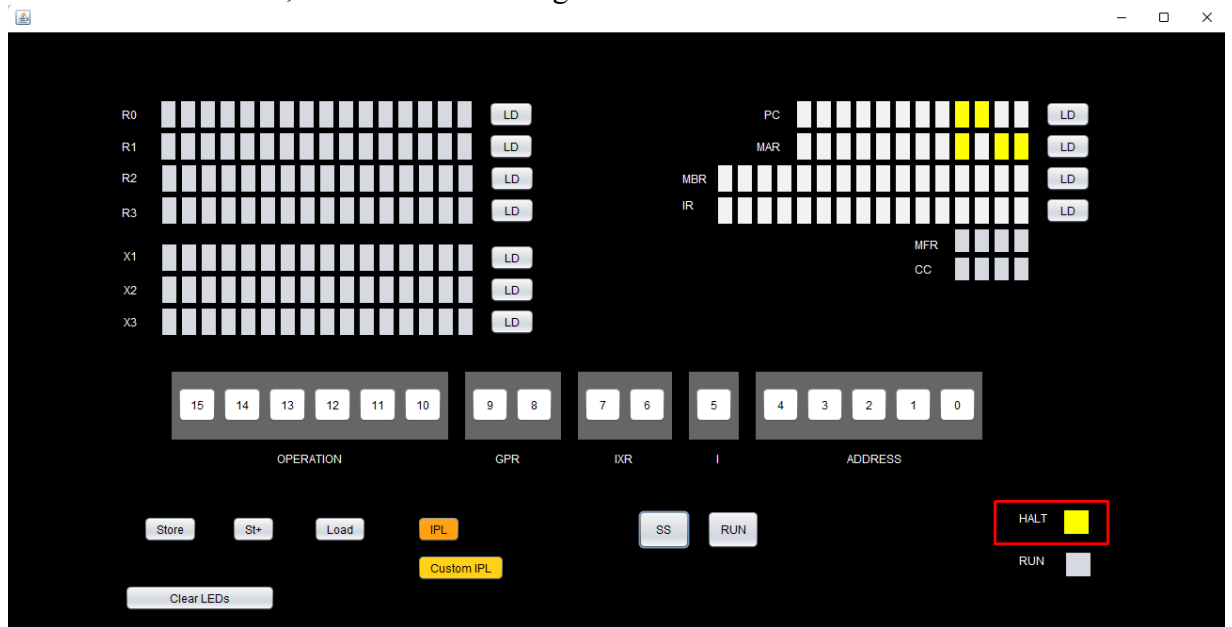 R0 LD PC LD
R1 LD MAR LD
R2 LD MBR LD
R3 LD IR LD
MFR
X1 LD
CC
X2 LD
X3 LD
15 14 13 12 11 10 9 8 7 6 5 4 3 2 1 0
OPERATION GPR IXR I ADDRESS
Store St+ Load IPL SS RUN HALT
Custom IPL RUN
Clear LEDs